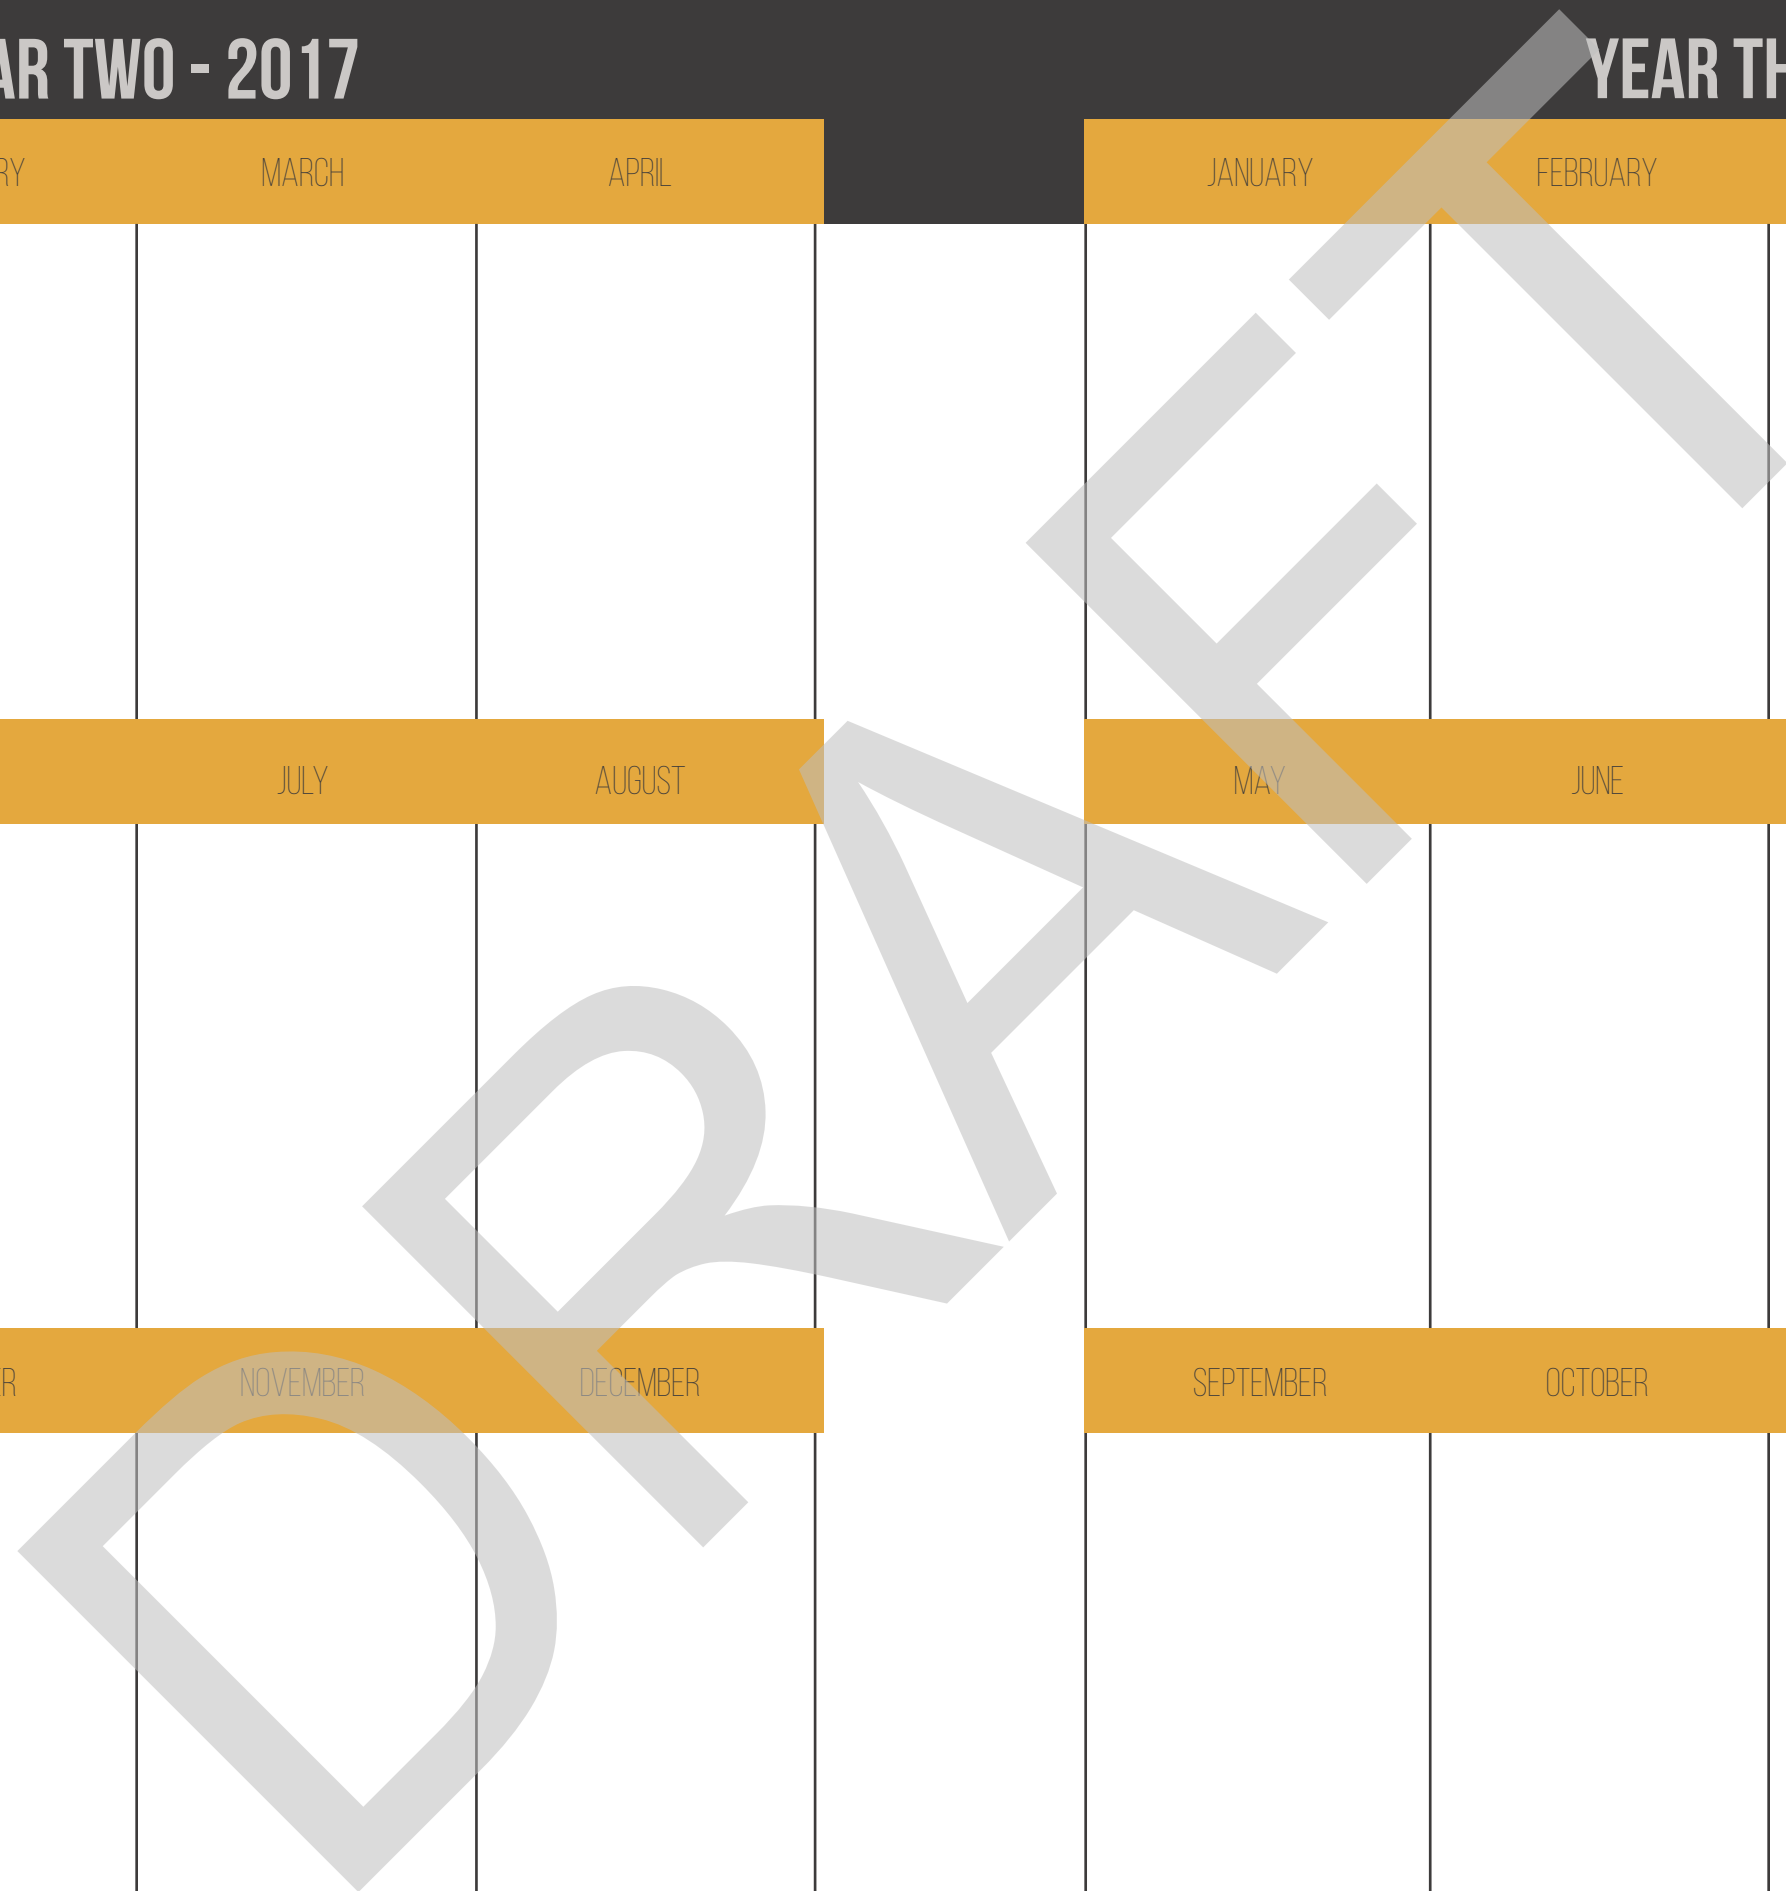 AR TWO - 2017
YEAR TH
RY MARCH APRIL
JANUARY FEBRUARY
JULY AUGUST
MAY JUNE
ER NOVEMBER DECEMBER
SEPTEMBER OCTOBER
DRAFT